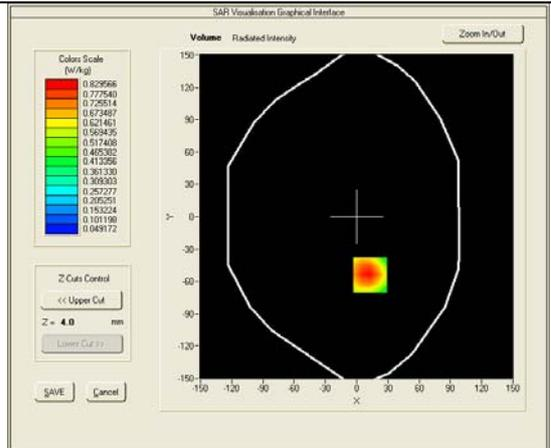 SAR Visualisation Graphical Interface
Volume Radiated Intensity
Zoom In/Out
Colors Scale
(W/kg)
0.829566
0.777540
0.725514
0.673487
0.621461
0.569435
0.517408
0.465382
0.413356
0.361330
0.309303
0.257277
0.205251
0.153224
0.101198
0.049172
Z Cuts Control
<< Upper Cut
Z = 4.0 mm
Lower Cut >>
SAVE
Cancel
150-
120-
90-
60-
30-
0-
-30-
-60-
-90-
-120-
-150-
-150 -120 -90 -60 -30 0 30 60 90 120 150
Y
X